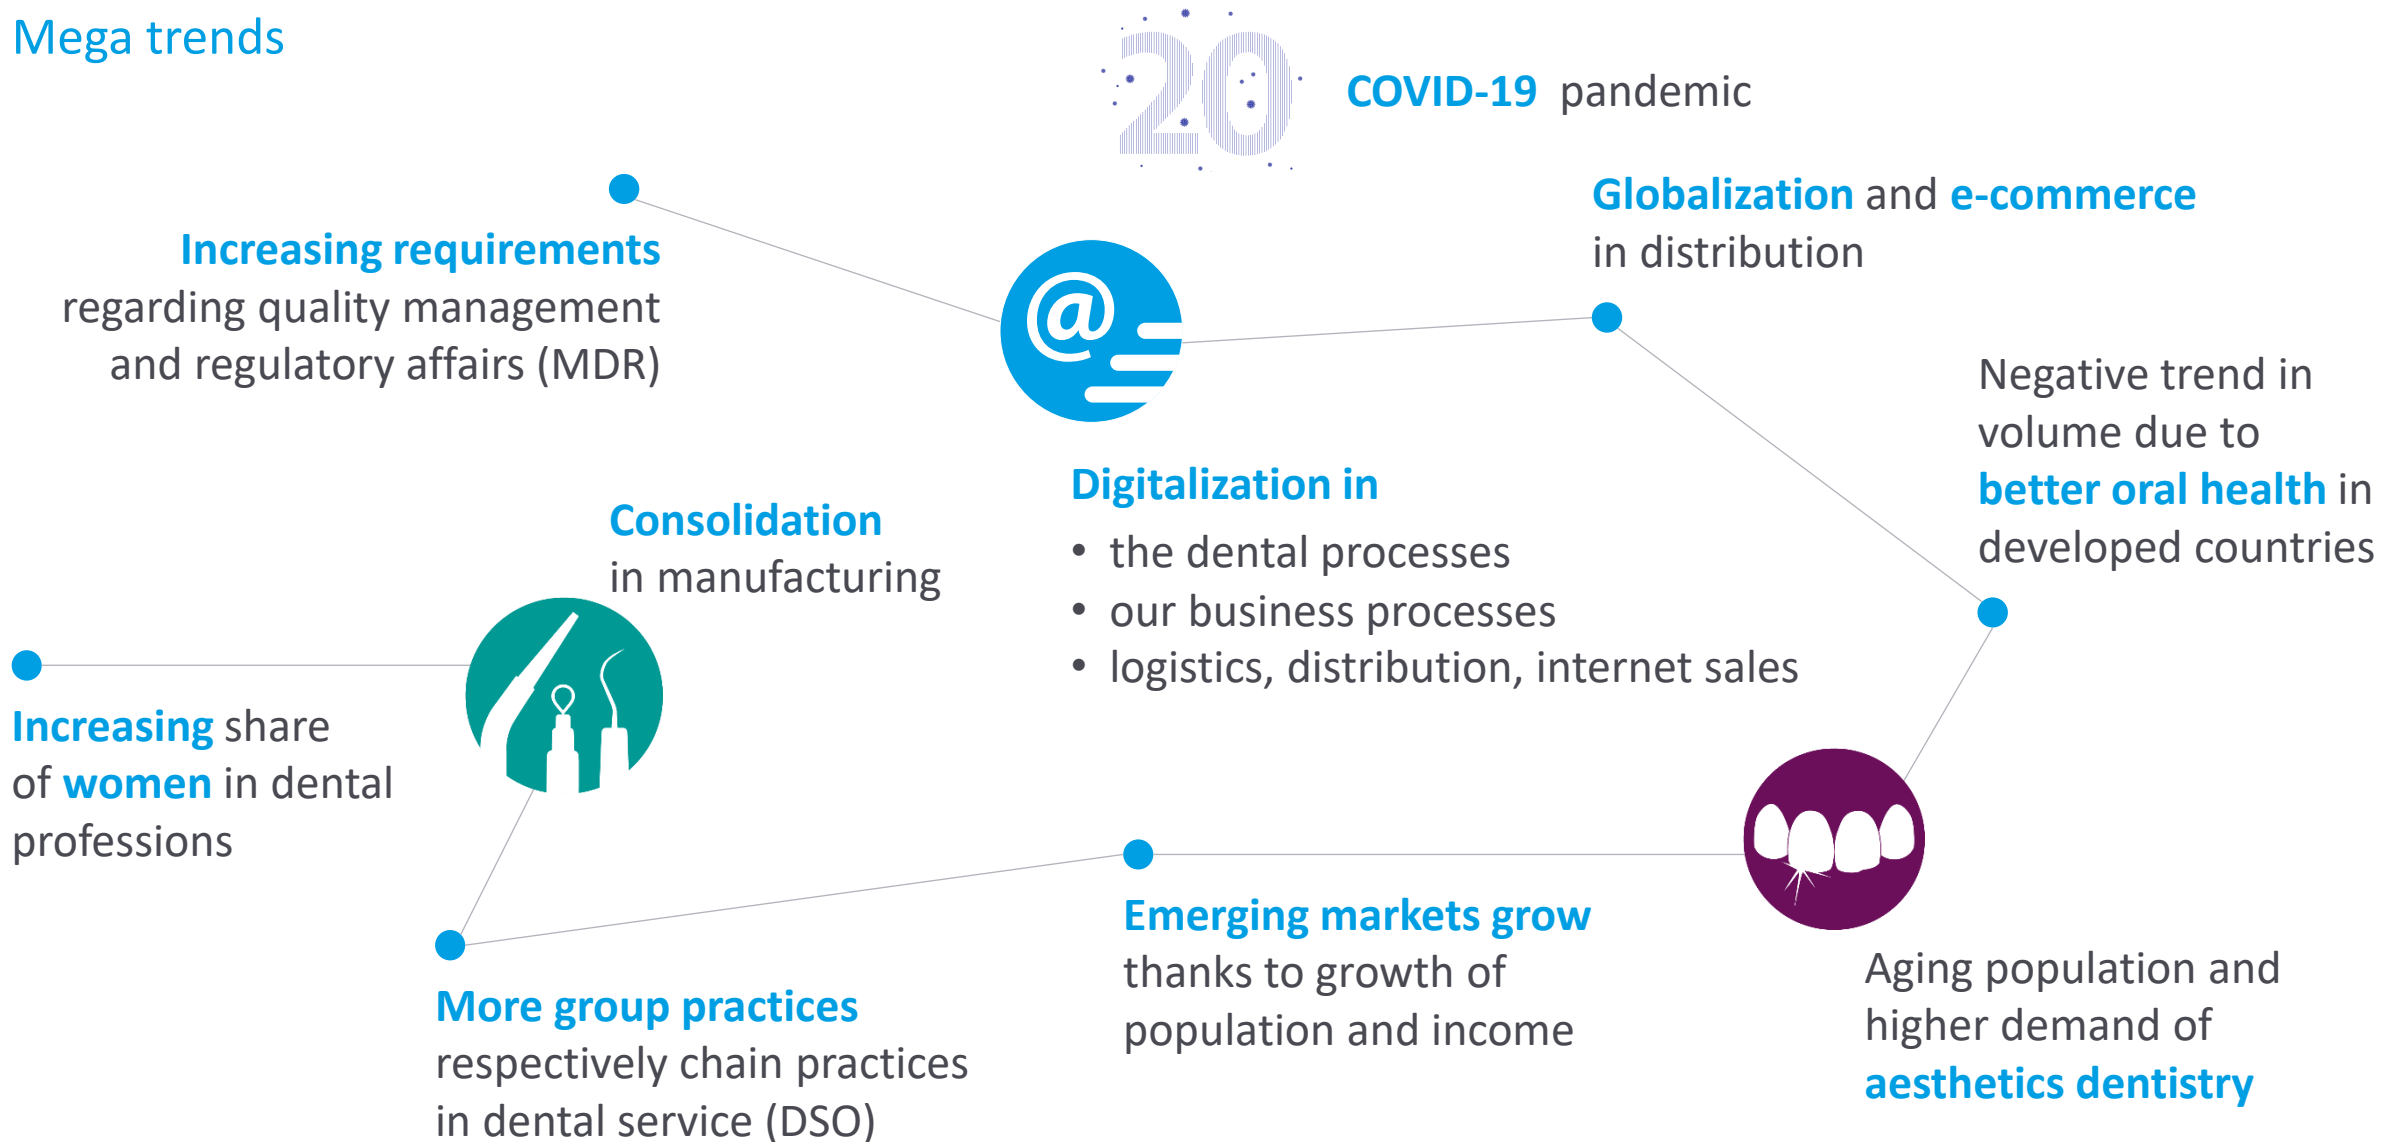 Mega trends
20
COVID-19 pandemic
Increasing requirements
regarding quality management
and regulatory affairs (MDR)
@
Globalization and e-commerce
in distribution
Negative trend in
volume due to
better oral health in
developed countries
Digitalization in
• the dental processes
• our business processes
• logistics, distribution, internet sales
Consolidation
in manufacturing
Increasing share
of women in dental
professions
More group practices
respectively chain practices
in dental service (DSO)
Emerging markets grow
thanks to growth of
population and income
Aging population and
higher demand of
aesthetics dentistry